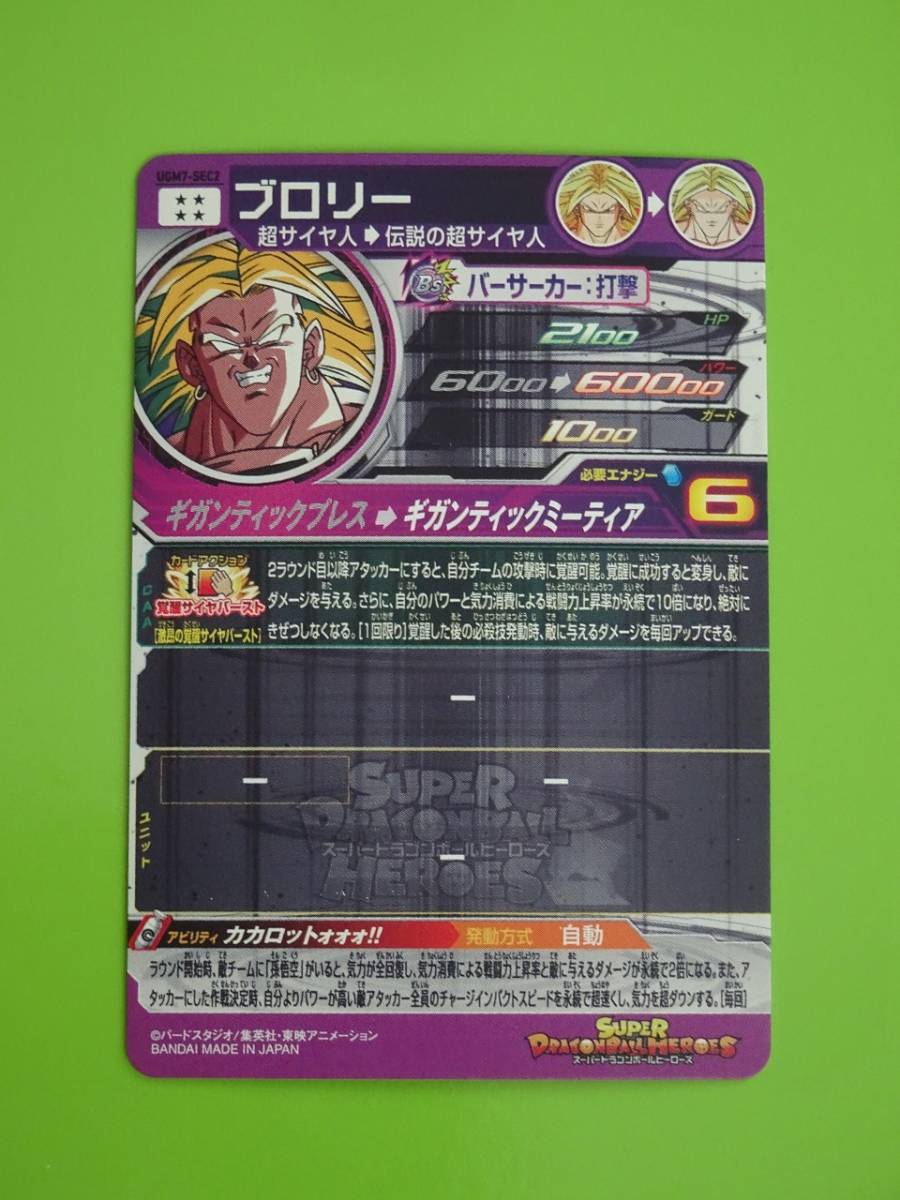 UGM7-SEC2
★★
★★
ブロリー
超サイヤ人➡伝説の超サイヤ人
BS
バーサーカー:打撃
HP
2100
パワー
6000➡60000
ガード
1000
必要エナジー
6
ギガンティックプレス➡ギガンティックミーティア
CAA
カードアクション
覚醒サイヤバースト
[激昂の覚醒サイヤバースト]
2ラウンド目以降アタッカーにすると、自分チームの攻撃時に覚醒可能。覚醒に成功すると変身し、敵に
ダメージを与える。さらに、自分のパワーと気力消費による戦闘力上昇率が永続で10倍になり、絶対に
きぜつしなくなる。[1回限り]覚醒した後の必殺技発動時、敵に与えるダメージを毎回アップできる。
ー
ユニット
ー
ー
ー
SUPER
DRAGONBALL
スーパードラゴンボールヒーローズ
HEROES
アビリティ
カカロットォォォ!!
発動方式
自動
ラウンド開始時、敵チームに「孫悟空」がいると、気力が全回復し、気力消費による戦闘力上昇率と敵に与えるダメージが永続で2倍になる。また、ア
タッカーにした作戦決定時、自分よりパワーが高い敵アタッカー全員のチャージインパクトスピードを永続で超速くし、気力を超ダウンする。[毎回]
©バードスタジオ/集英社・東映アニメーション
BANDAI MADE IN JAPAN
SUPER
DRAGONBALL HEROES
スーパードラゴンボールヒーローズ